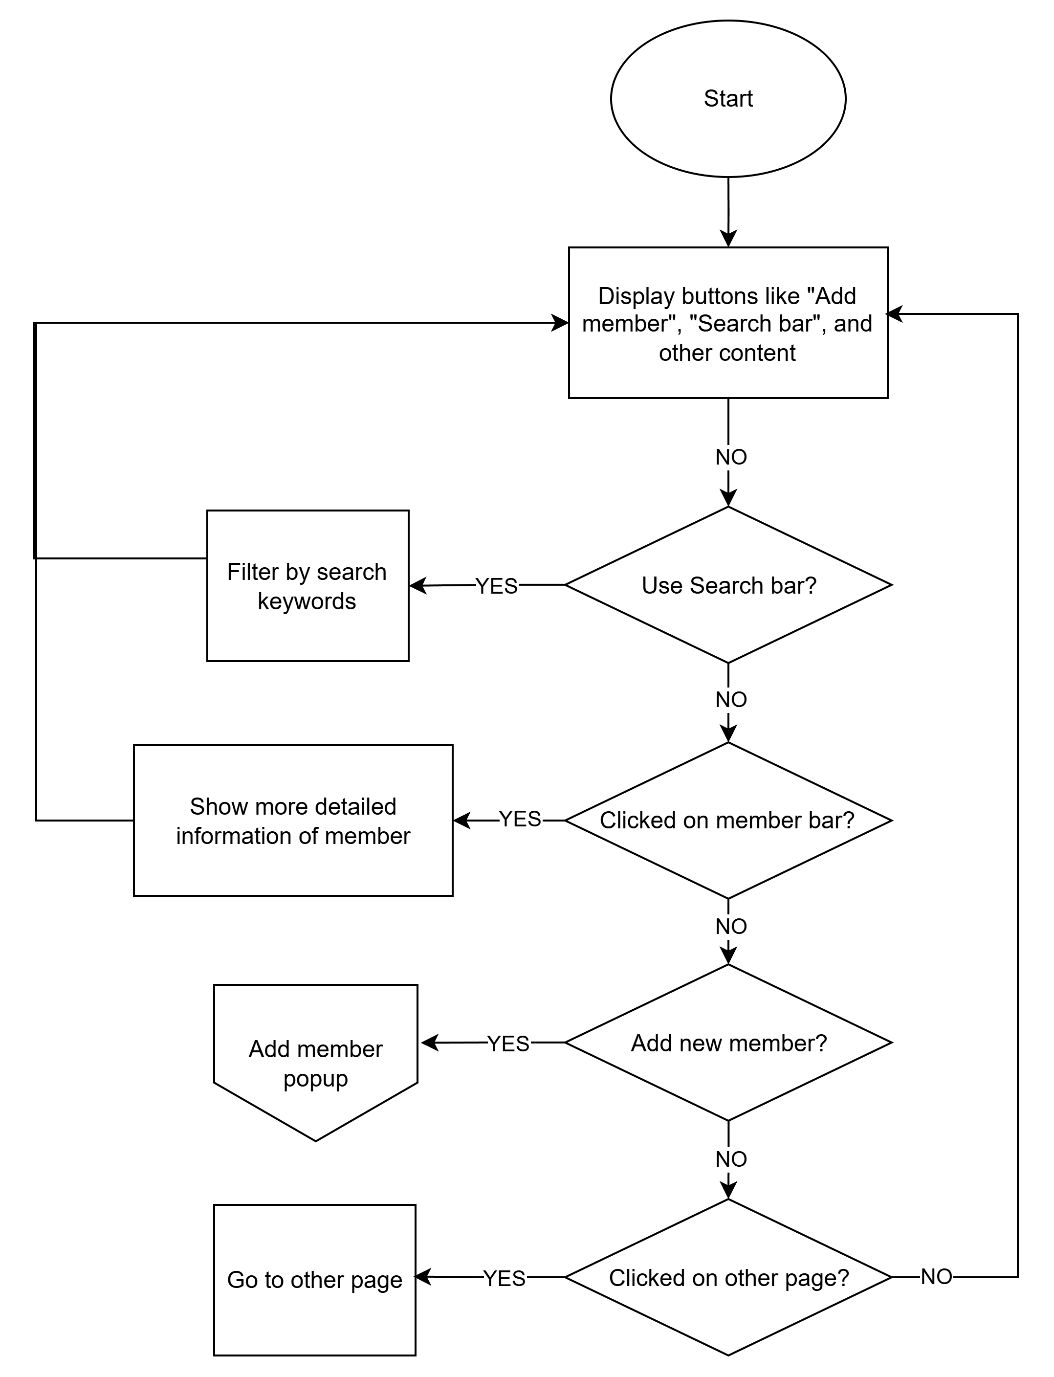 Start
Display buttons like "Add
member", "Search bar", and
other content
NO
Use Search bar?
YES
Filter by search
keywords
NO
Clicked on member bar?
YES
Show more detailed
information of member
NO
Add new member?
YES
Add member
popup
NO
Clicked on other page?
YES
Go to other page
NO